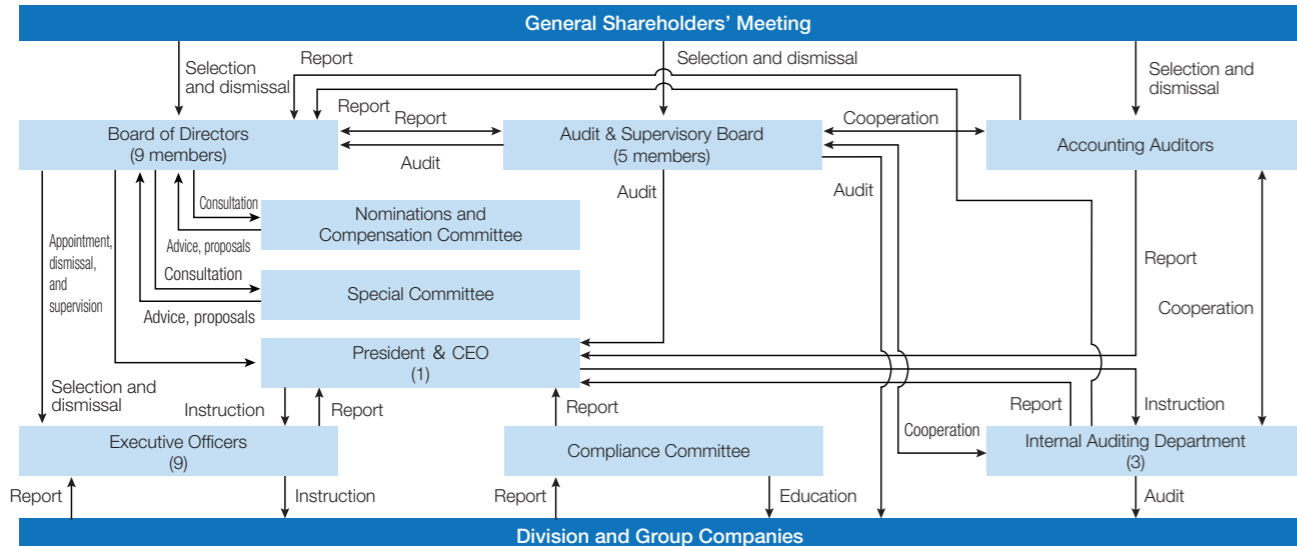 General Shareholders' Meeting
Selection
and dismissal
Report
Selection and dismissal
Selection and
dismissal
Report
Board of Directors
(9 members)
Report
Audit
Audit & Supervisory Board
(5 members)
Cooperation
Accounting Auditors
Audit
Audit
Consultation
Advice, proposals
Nominations and
Compensation Committee
Appointment,
dismissal,
and
supervision
Consultation
Advice, proposals
Special Committee
Report
Cooperation
President & CEO
(1)
Selection and
dismissal
Instruction
Report
Report
Report
Instruction
Cooperation
Executive Officers
(9)
Compliance Committee
Internal Auditing Department
(3)
Report
Instruction
Report
Education
Audit
Division and Group Companies